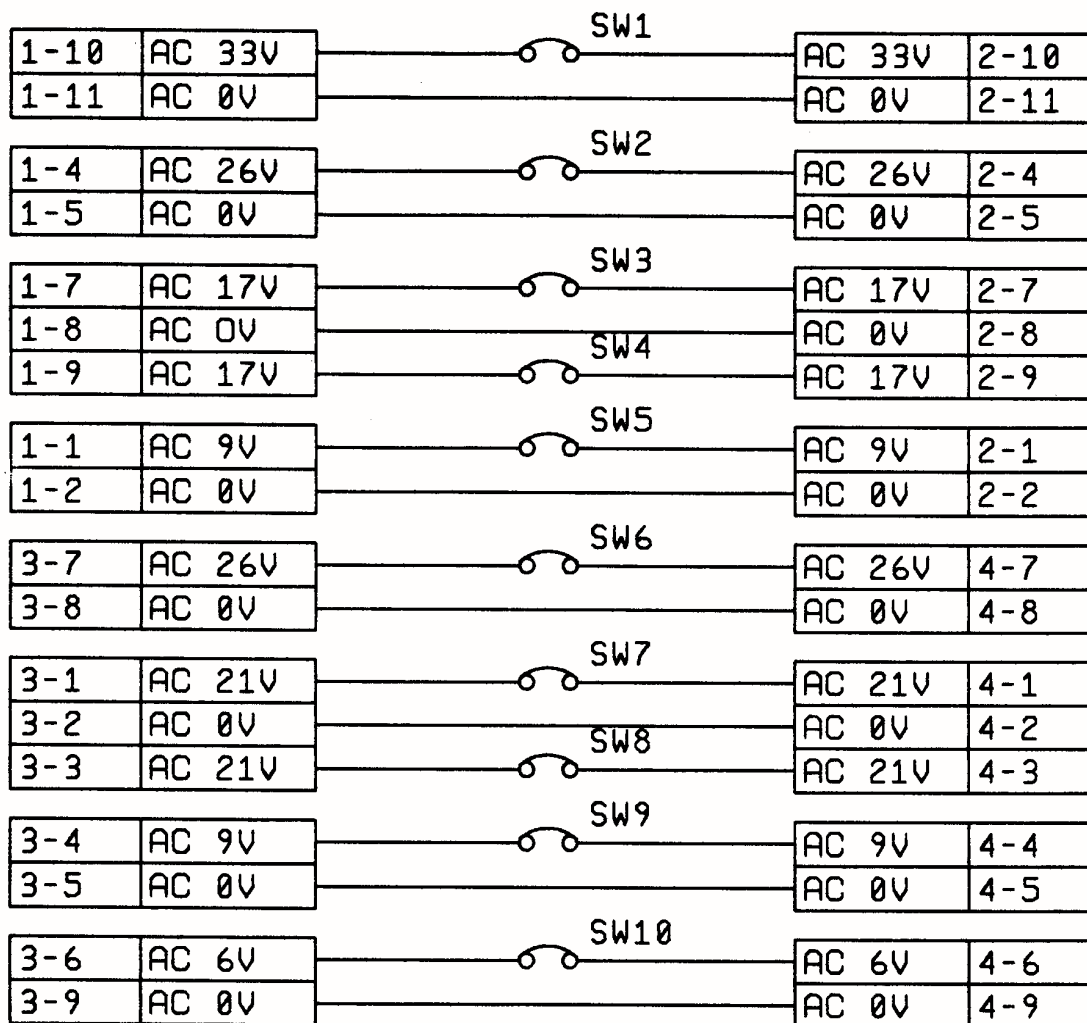 SW1
1-10 AC 33V AC 33V 2-10
1-11 AC 0V AC 0V 2-11
SW2
1-4 AC 26V AC 26V 2-4
1-5 AC 0V AC 0V 2-5
SW3
1-7 AC 17V AC 17V 2-7
1-8 AC 0V AC 0V 2-8
SW4
1-9 AC 17V AC 17V 2-9
SW5
1-1 AC 9V AC 9V 2-1
1-2 AC 0V AC 0V 2-2
SW6
3-7 AC 26V AC 26V 4-7
3-8 AC 0V AC 0V 4-8
SW7
3-1 AC 21V AC 21V 4-1
3-2 AC 0V AC 0V 4-2
SW8
3-3 AC 21V AC 21V 4-3
SW9
3-4 AC 9V AC 9V 4-4
3-5 AC 0V AC 0V 4-5
SW10
3-6 AC 6V AC 6V 4-6
3-9 AC 0V AC 0V 4-9